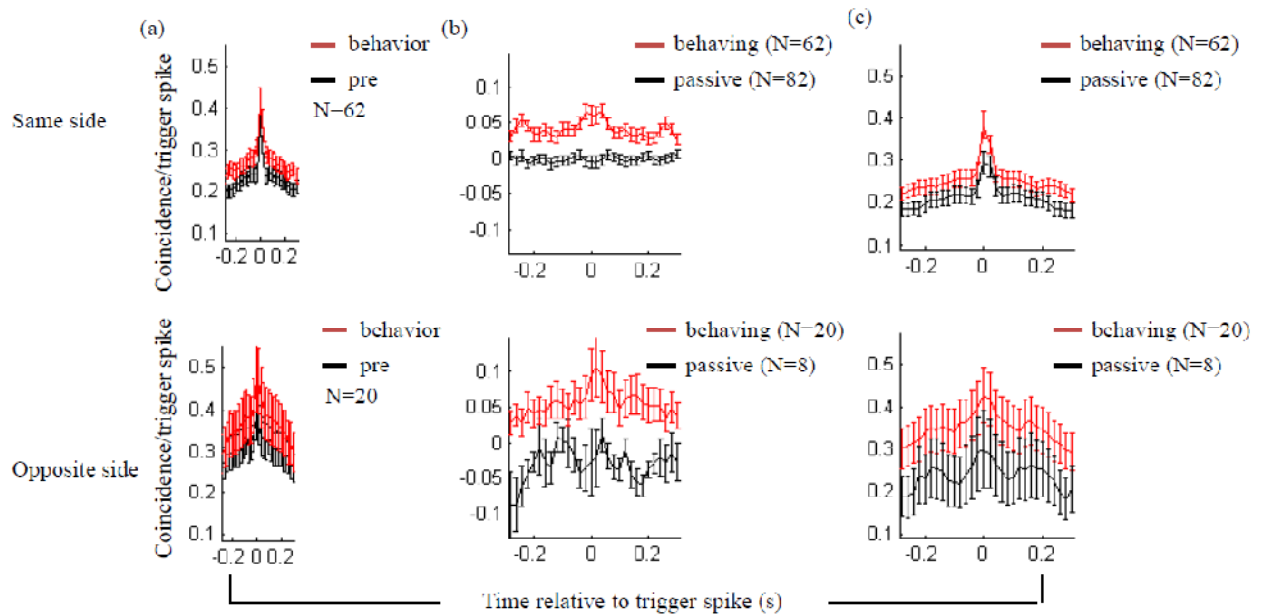 (a)
behavior
pre
N=62
0.5
0.4
0.3
0.2
0.1
-0.2 0 0.2
(b)
behaving (N=62)
passive (N=82)
0.1
0.05
0
-0.05
-0.1
-0.2 0 0.2
(c)
behaving (N=62)
passive (N=82)
0.5
0.4
0.3
0.2
0.1
-0.2 0 0.2
Same side
Coincidence/trigger spike
behavior
pre
N=20
0.5
0.4
0.3
0.2
0.1
-0.2 0 0.2
behaving (N=20)
passive (N=8)
0.1
0.05
0
-0.05
-0.1
-0.2 0 0.2
behaving (N=20)
passive (N=8)
0.5
0.4
0.3
0.2
0.1
-0.2 0 0.2
Opposite side
Coincidence/trigger spike
Time relative to trigger spike (s)